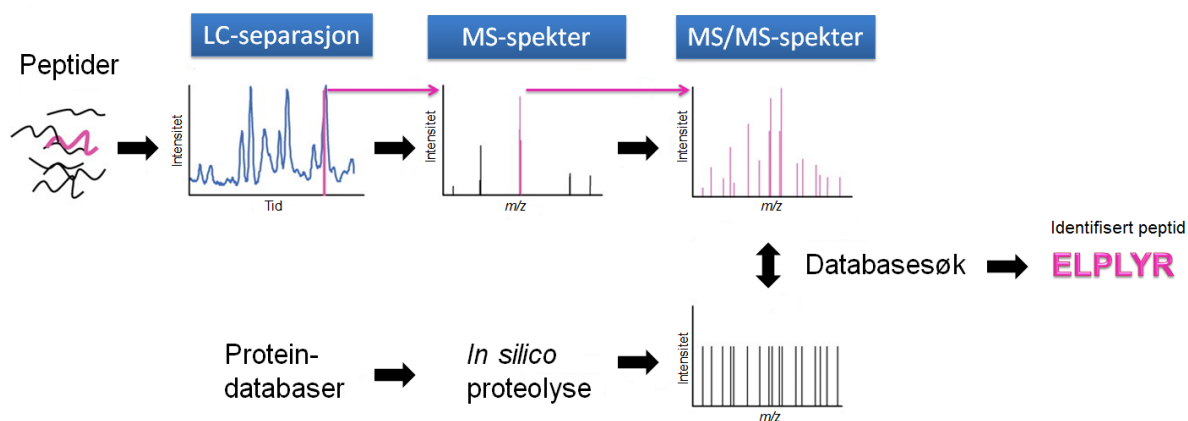 LC-separasjon
MS-spekter
MS/MS-spekter
Peptider
Intensitet
Tid
Intensitet
m/z
Intensitet
m/z
Identifisert peptid
Databasesøk
ELPLYR
Protein-
databaser
In silico
proteolyse
Intensitet
m/z